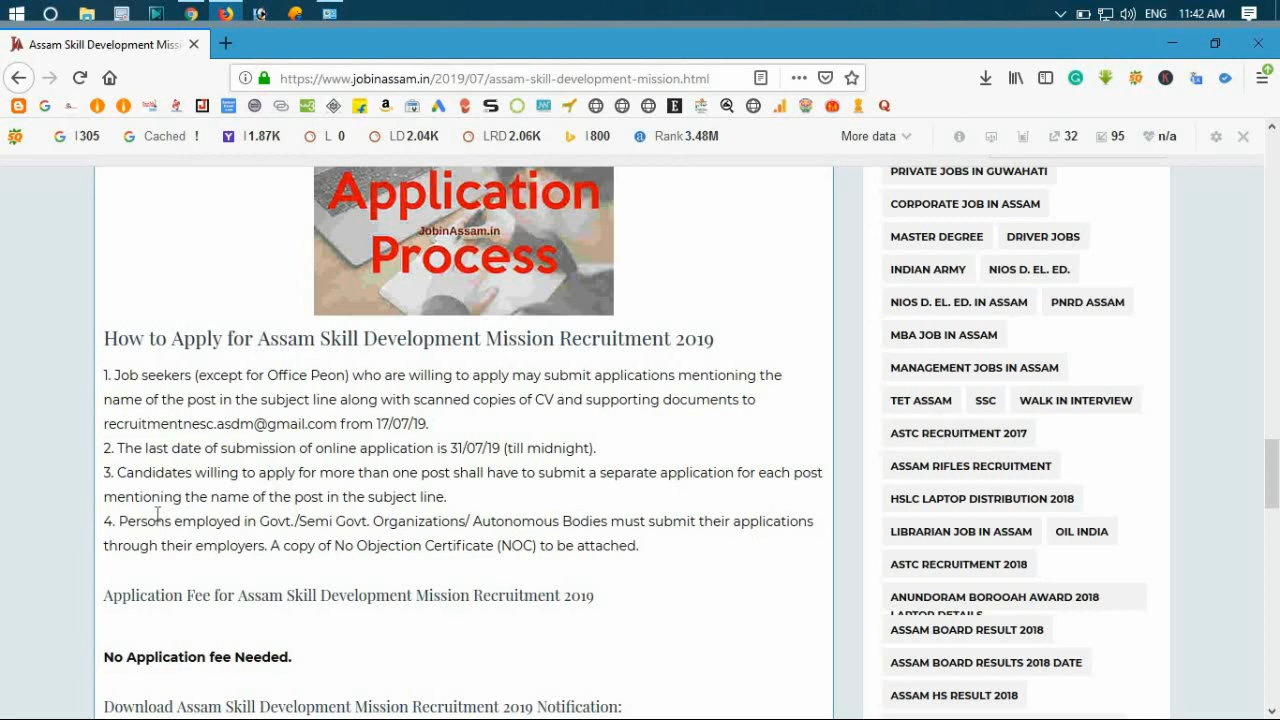 ENG 11:42 AM
Assam Skill Development Miss
https://www.jobinassam.in/2019/07/assam-skill-development-mission.html
I 305 Cached ! I 1.87K L 0 LD 2.04K LRD 2.06K I 800 Rank 3.48M More data 32 95 n/a
Application
JobinAssam.in
Process
How to Apply for Assam Skill Development Mission Recruitment 2019
1. Job seekers (except for Office Peon) who are willing to apply may submit applications mentioning the
name of the post in the subject line along with scanned copies of CV and supporting documents to
recruitmentnesc.asdm@gmail.com from 17/07/19.
2. The last date of submission of online application is 31/07/19 (till midnight).
3. Candidates willing to apply for more than one post shall have to submit a separate application for each post
mentioning the name of the post in the subject line.
4. Persons employed in Govt./Semi Govt. Organizations/ Autonomous Bodies must submit their applications
through their employers. A copy of No Objection Certificate (NOC) to be attached.
Application Fee for Assam Skill Development Mission Recruitment 2019
No Application fee Needed.
Download Assam Skill Development Mission Recruitment 2019 Notification:
PRIVATE JOBS IN GUWAHATI
CORPORATE JOB IN ASSAM
MASTER DEGREE DRIVER JOBS
INDIAN ARMY NIOS D. EL. ED.
NIOS D. EL. ED. IN ASSAM PNRD ASSAM
MBA JOB IN ASSAM
MANAGEMENT JOBS IN ASSAM
TET ASSAM SSC WALK IN INTERVIEW
ASTC RECRUITMENT 2017
ASSAM RIFLES RECRUITMENT
HSLC LAPTOP DISTRIBUTION 2018
LIBRARIAN JOB IN ASSAM OIL INDIA
ASTC RECRUITMENT 2018
ANUNDORAM BOROOAH AWARD 2018
LAPTOP DETAILS
ASSAM BOARD RESULT 2018
ASSAM BOARD RESULTS 2018 DATE
ASSAM HS RESULT 2018